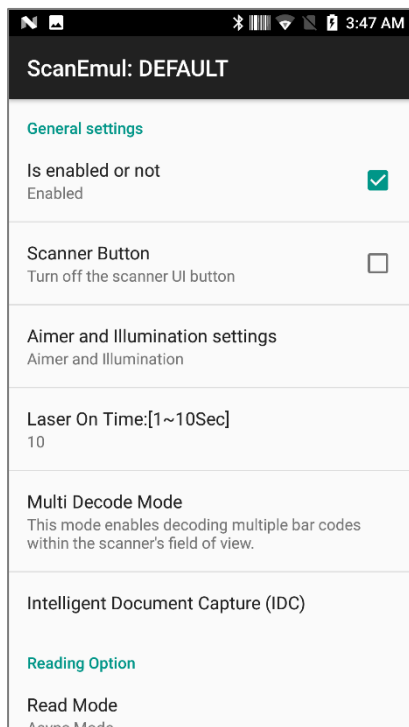 3:47 AM
ScanEmul: DEFAULT
General settings
Is enabled or not
Enabled
Scanner Button
Turn off the scanner UI button
Aimer and Illumination settings
Aimer and Illumination
Laser On Time:[1~10Sec]
10
Multi Decode Mode
This mode enables decoding multiple bar codes
within the scanner's field of view.
Intelligent Document Capture (IDC)
Reading Option
Read Mode
Async Mode